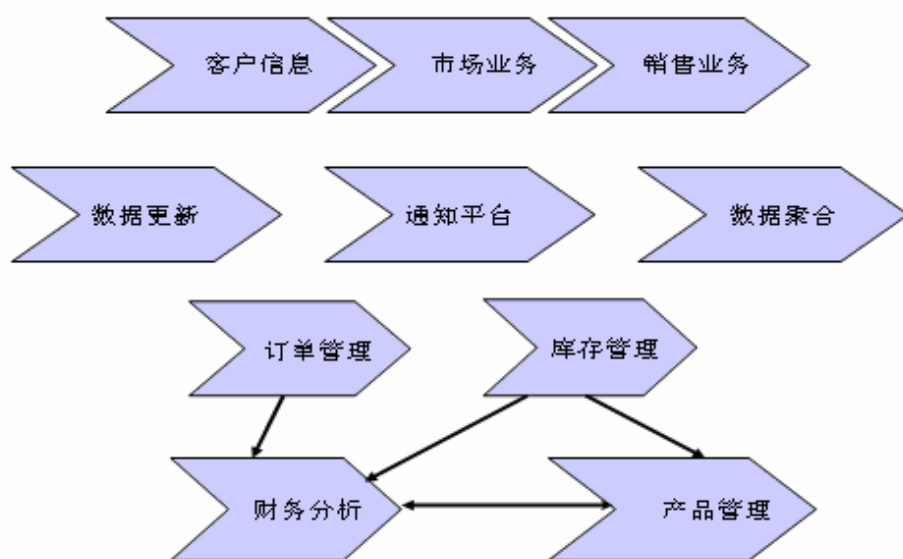 客户信息
市场业务
销售业务
数据更新
通知平台
数据聚合
订单管理
库存管理
财务分析
产品管理